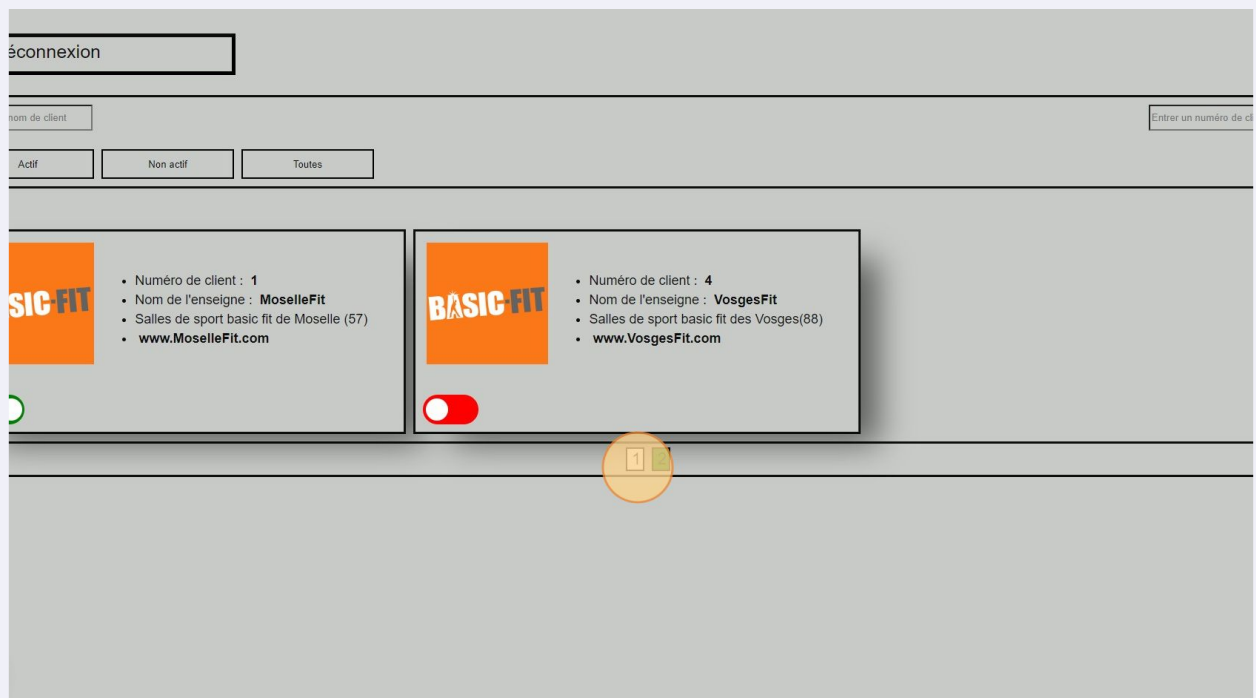 éconnexion
nom de client
Entrer un numéro de cl
Actif Non actif Toutes
SIC-FIT
• Numéro de client : 1
• Nom de l'enseigne : MoselleFit
• Salles de sport basic fit de Moselle (57)
• www.MoselleFit.com
BASIC-FIT
• Numéro de client : 4
• Nom de l'enseigne : VosgesFit
• Salles de sport basic fit des Vosges(88)
• www.VosgesFit.com
1 2